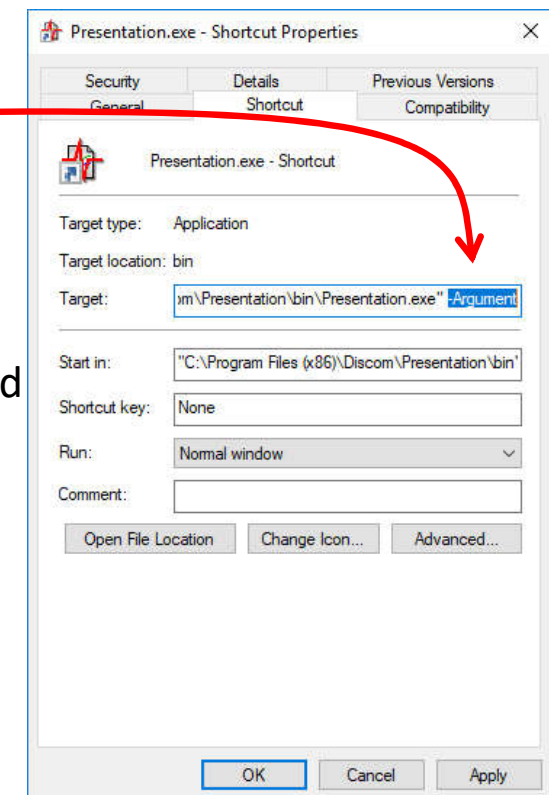 Presentation.exe - Shortcut Properties
Security Details Previous Versions
General Shortcut Compatibility
Presentation.exe - Shortcut
Target type: Application
Target location: bin
Target: om\Presentation\bin\Presentation.exe" -Argument
Start in: "C:\Program Files (x86)\Discom\Presentation\bin"
d
Shortcut key: None
Run: Normal window
Comment:
Open File Location Change Icon... Advanced...
OK Cancel Apply